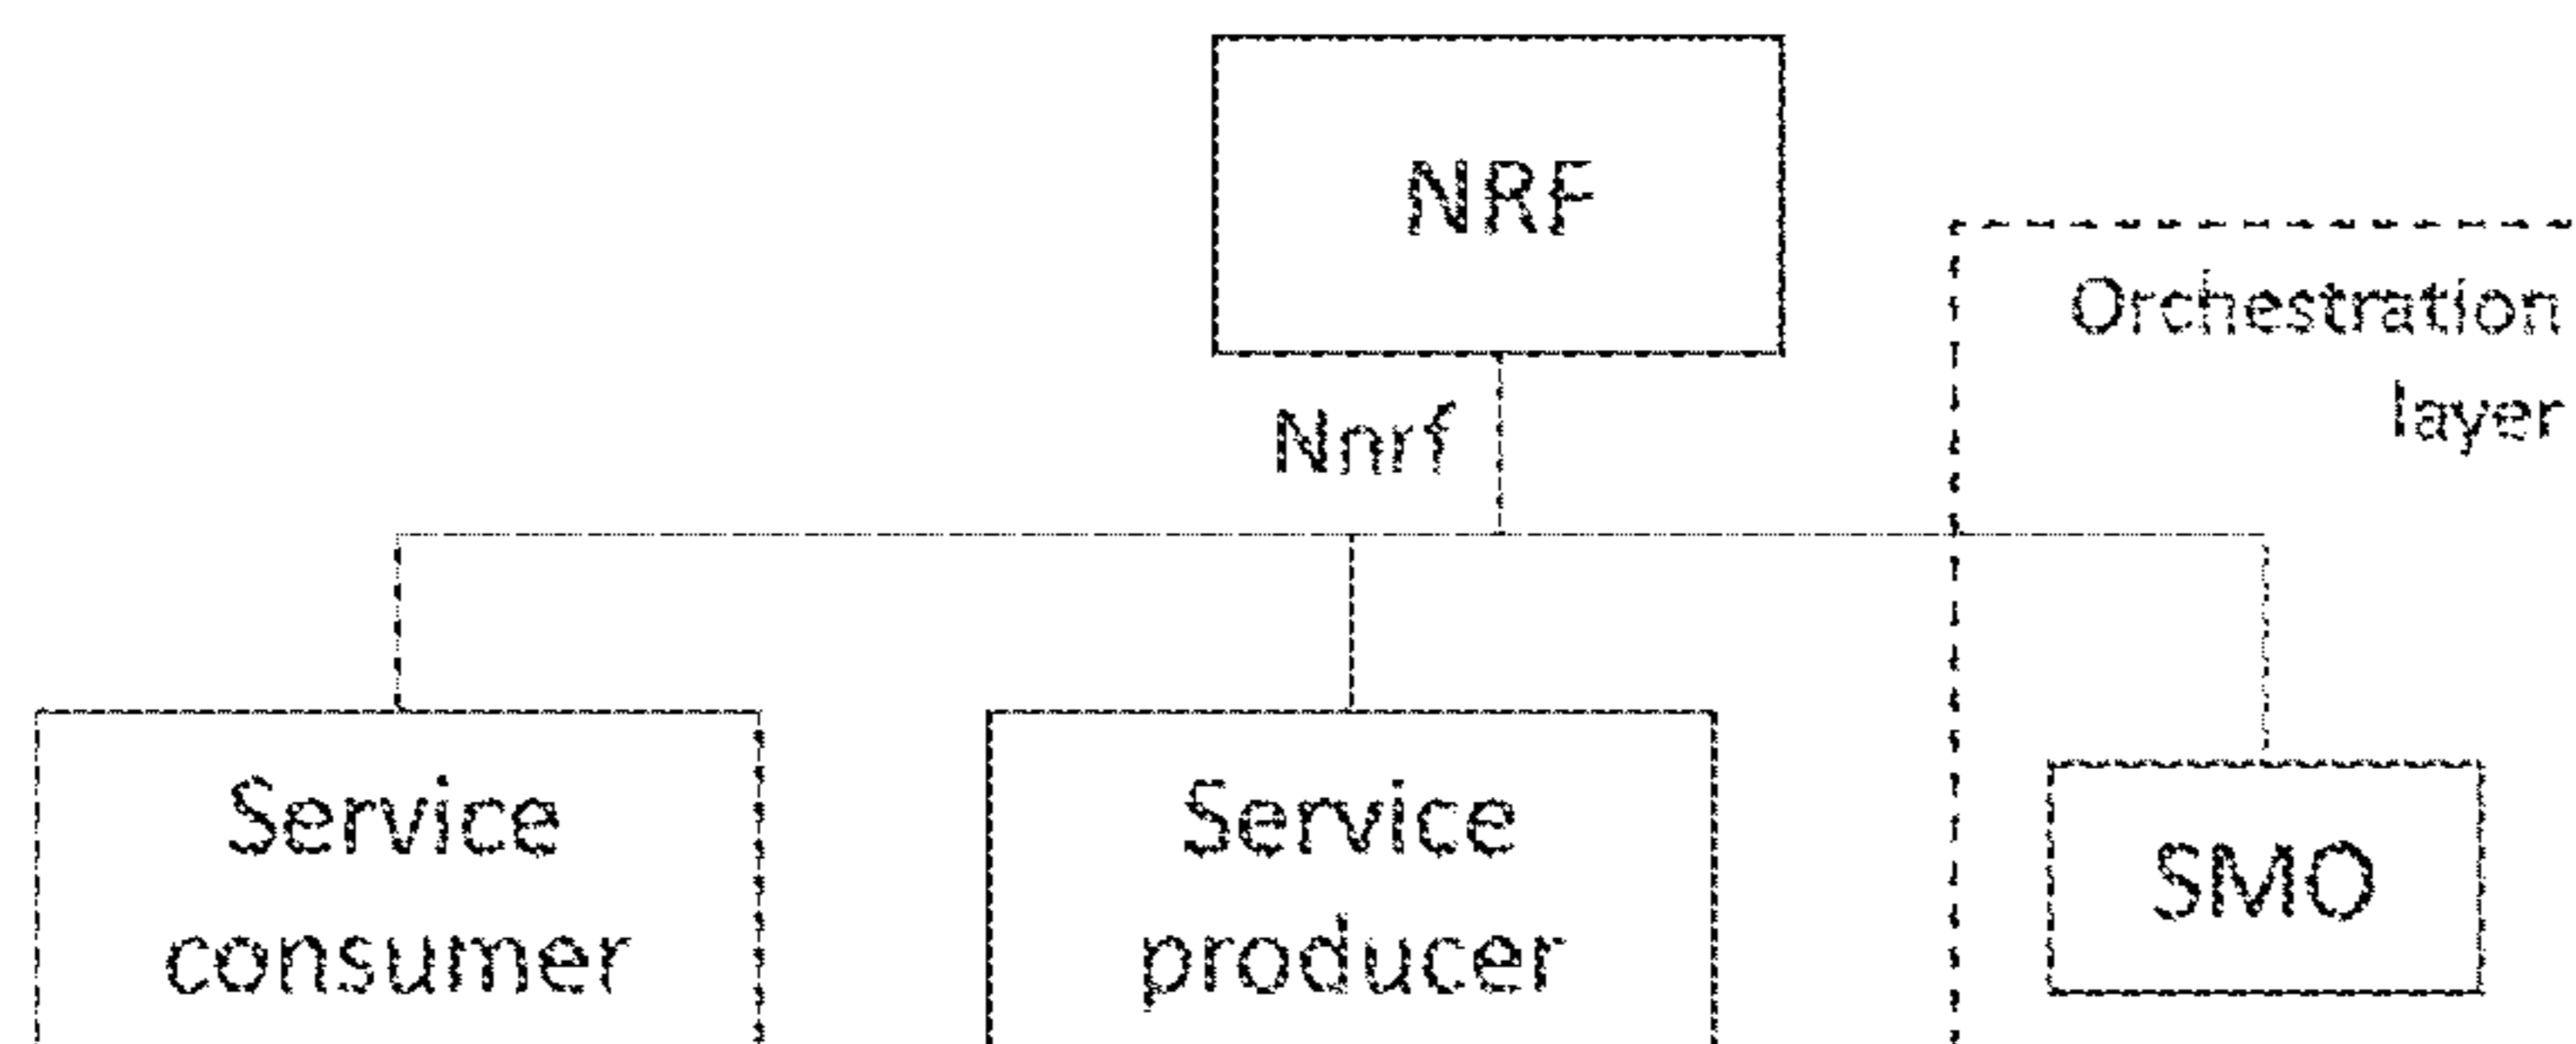 NRF
Orchestration
layer
Nnrf
Service
consumer
Service
producer
SMO